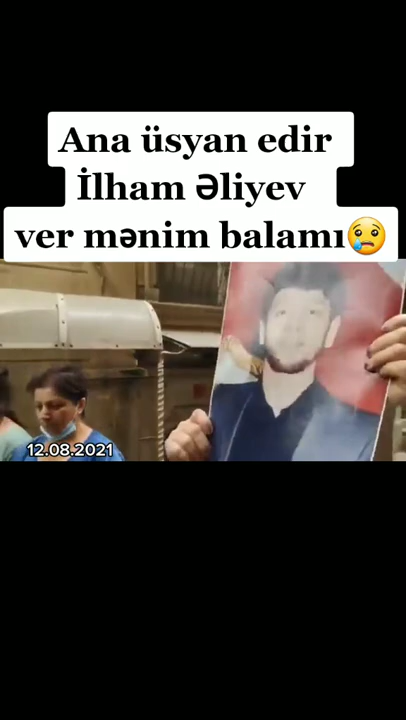 Ana üsyan edir
İlham Əliyev
ver mənim balamı😢
12.08.2021